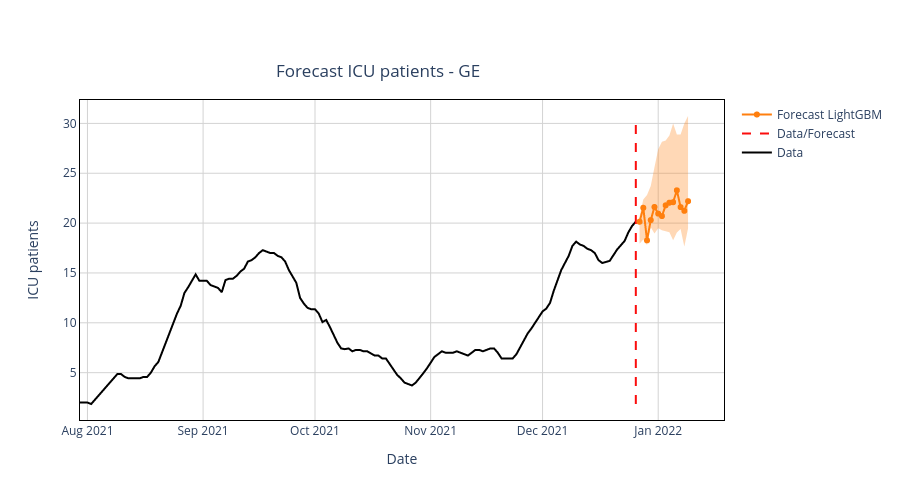 Forecast ICU patients - GE
Forecast LightGBM
Data/Forecast
Data
30
25
20
15
10
5
ICU patients
Aug 2021
Sep 2021
Oct 2021
Nov 2021
Dec 2021
Jan 2022
Date